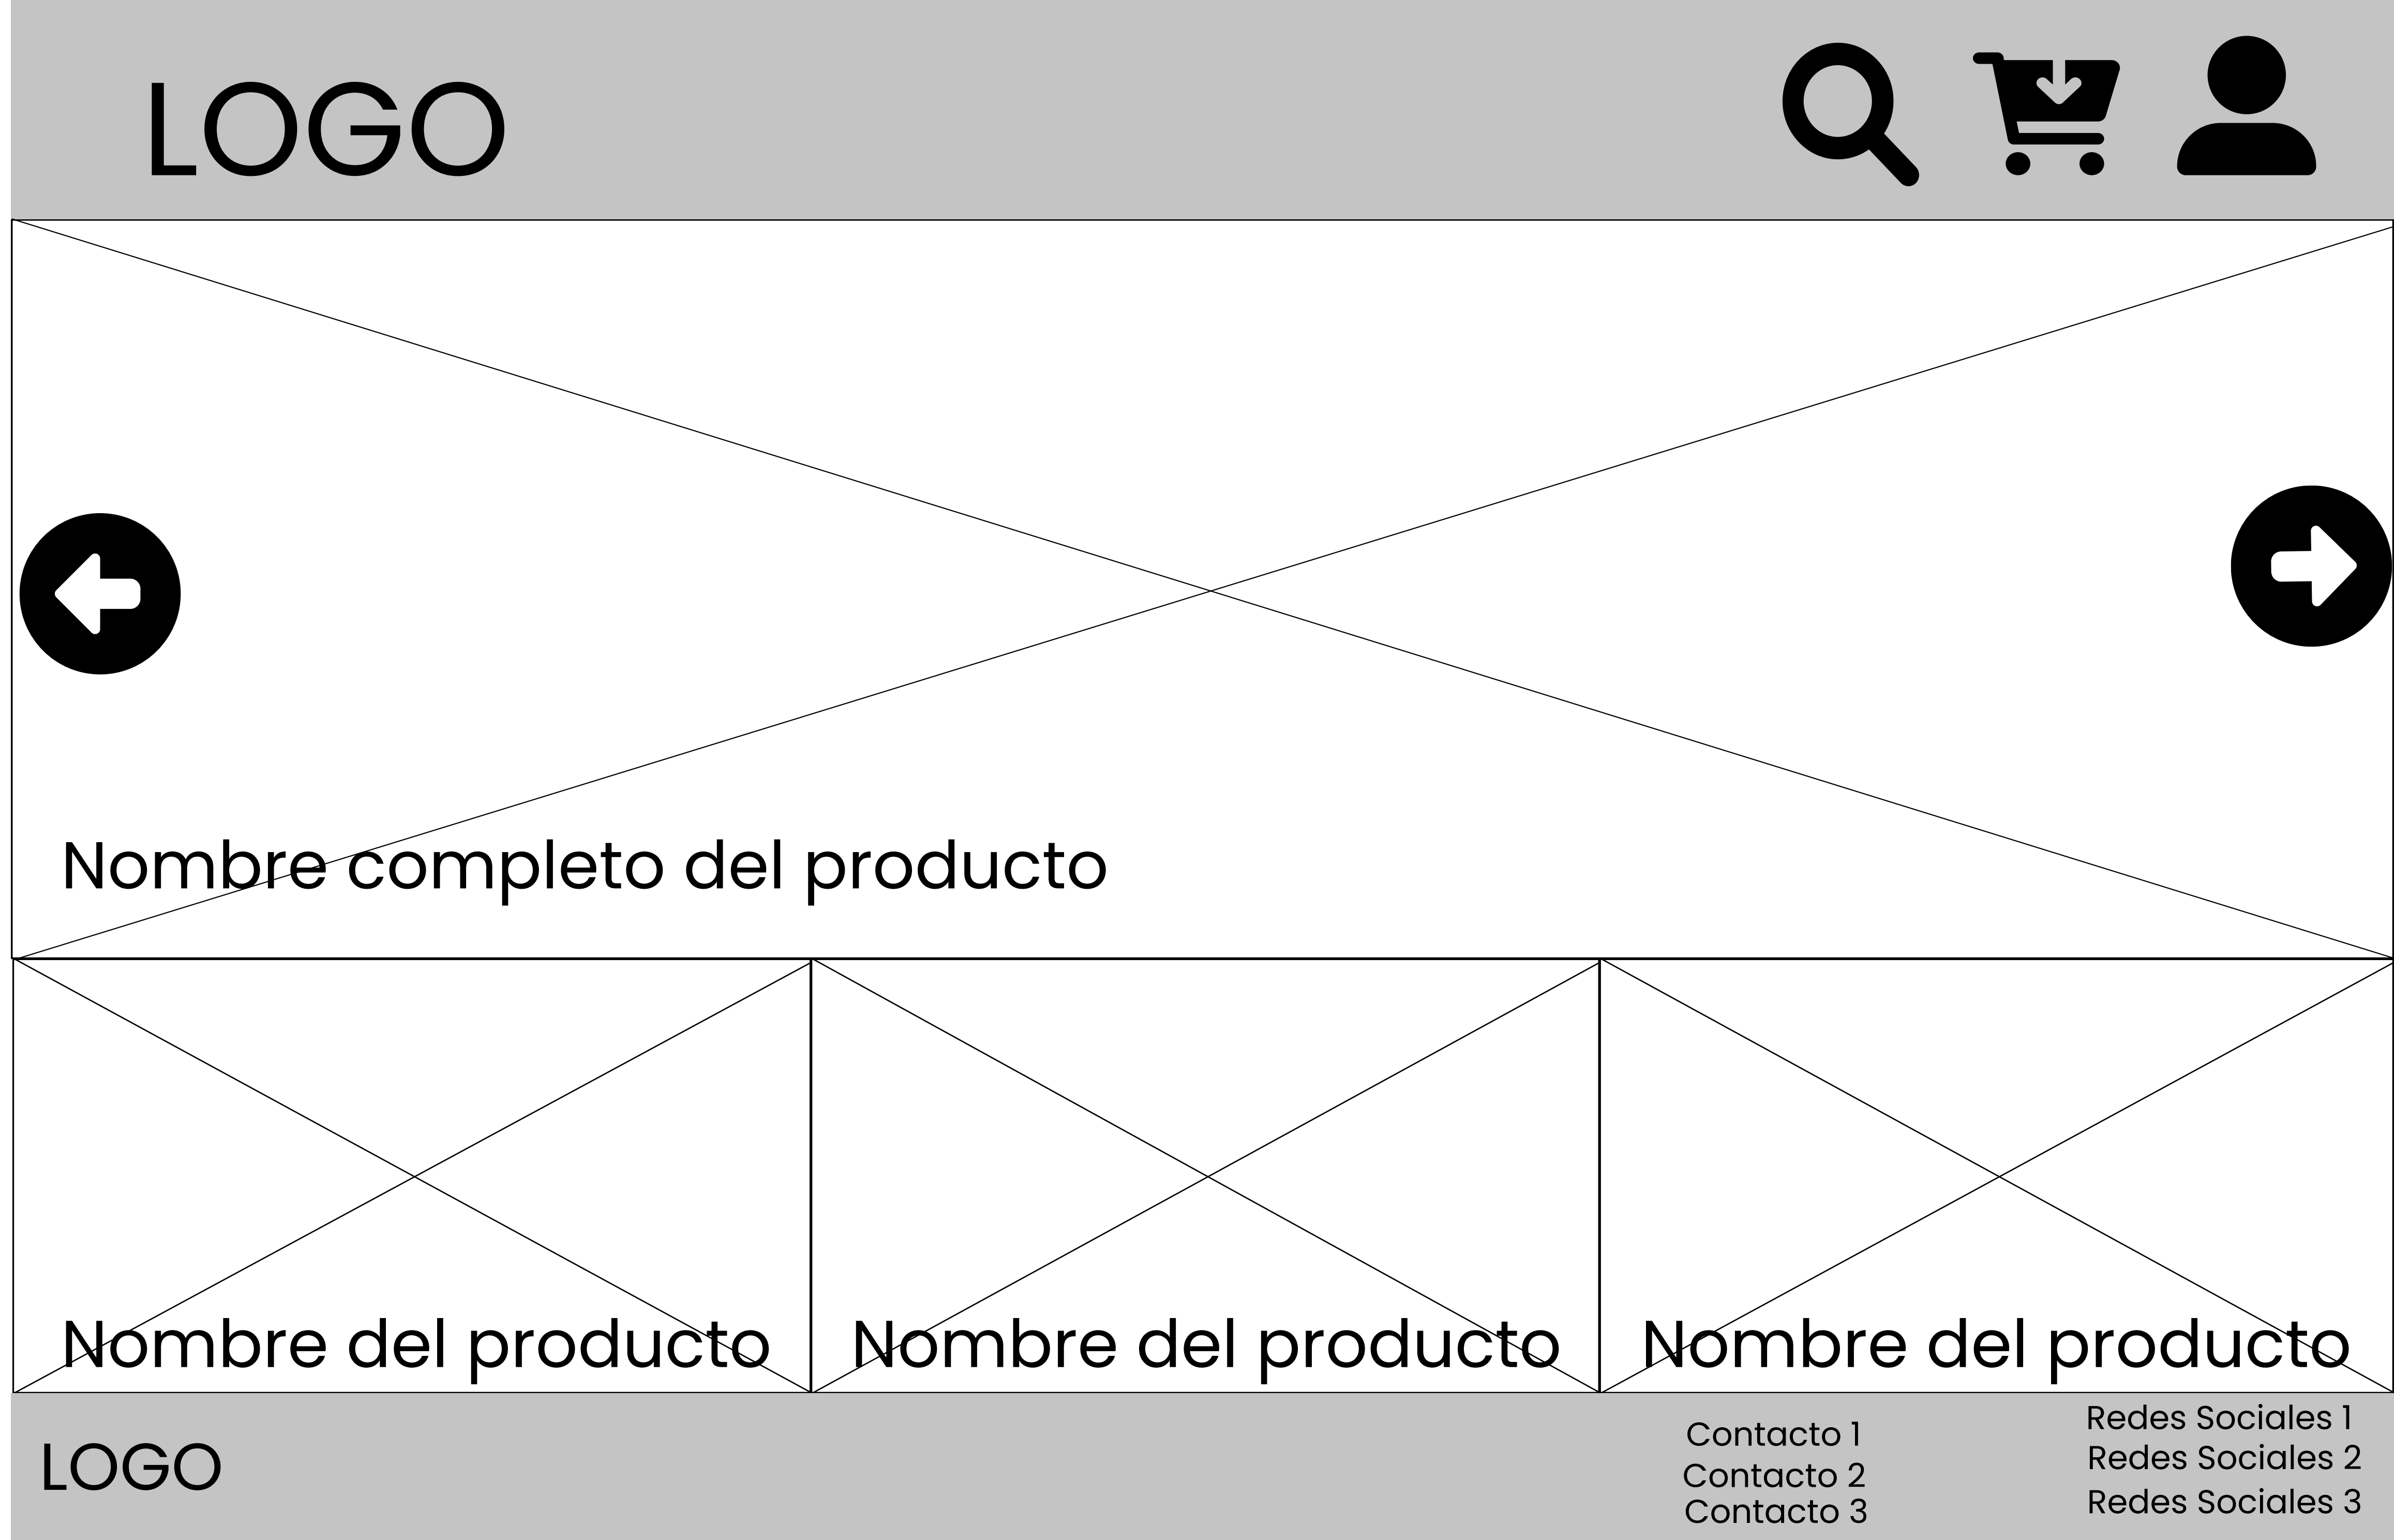 LOGO
Nombre completo del producto
Nombre del producto
Nombre del producto
Nombre del producto
LOGO
Contacto 1
Contacto 2
Contacto 3
Redes Sociales 1
Redes Sociales 2
Redes Sociales 3